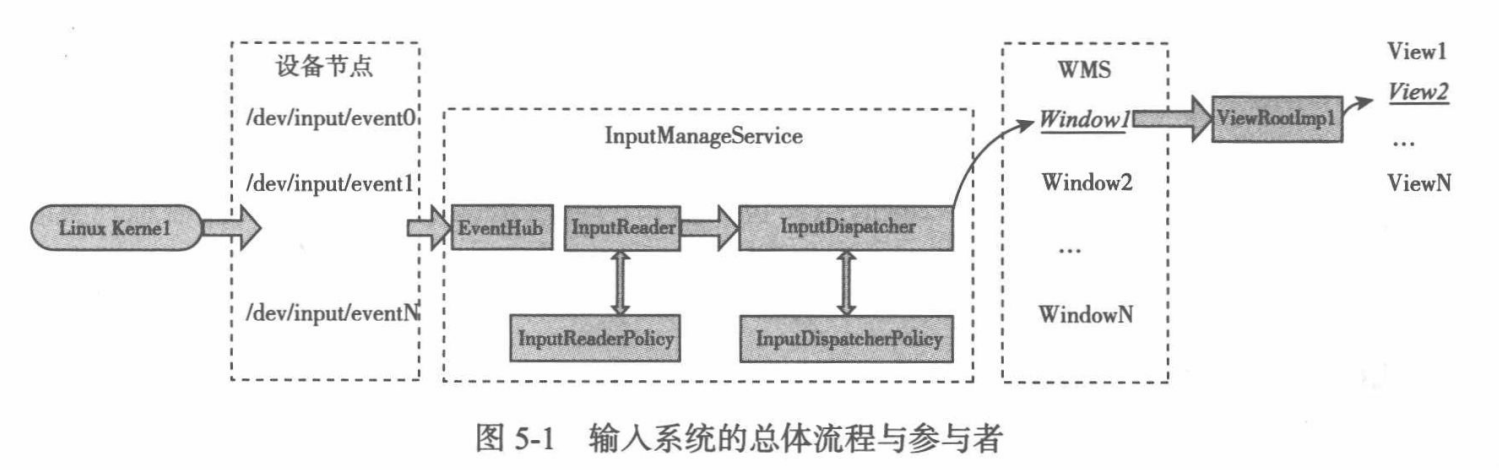 设备节点
/dev/input/event0
/dev/input/event1
/dev/input/eventN
Linux Kerne1
InputManageService
EventHub
InputReader
InputDispatcher
InputReaderPolicy
InputDispatcherPolicy
WMS
Window1
Window2
...
WindowN
ViewRootImp1
View1
View2
...
ViewN
图 5-1 输入系统的总体流程与参与者